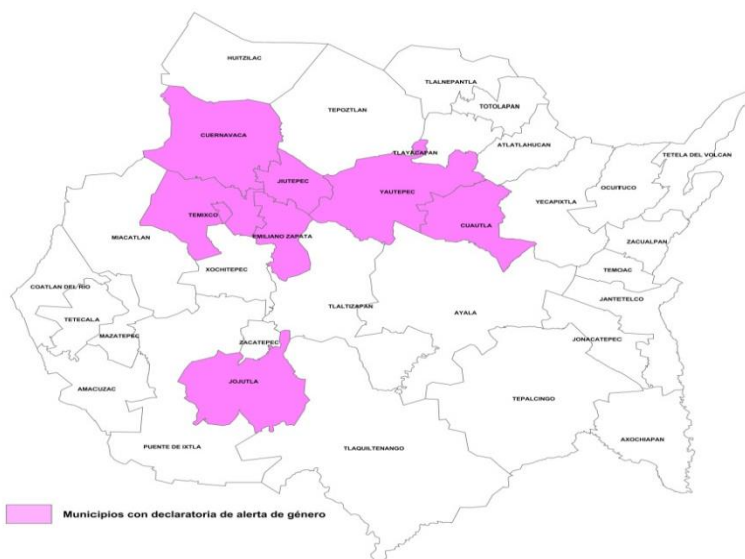 HUITZILAC
TLALNEPANTLA
TEPOZTLAN
TOTOLAPAN
CUERNAVACA
TLAYACAPAN
ATLATLAHUCAN
TETELA DEL VOLCAN
JIUTEPEC
YAUTEPEC
OCUITUCO
YECAPIXTLA
TEMIXCO
CUAUTLA
EMILIANO ZAPATA
MIACATLAN
ZACUALPAN
XOCHITEPEC
TEMOAC
COATLAN DEL RIO
JANTETELCO
TLALTIZAPAN
AYALA
TETECALA
MAZATEPEC
ZACATEPEC
JONACATEPEC
JOJUTLA
AMACUZAC
TEPALCINGO
AXOCHIAPAN
PUENTE DE IXTLA
TLAQUILTENANGO
Municipios con declaratoria de alerta de género